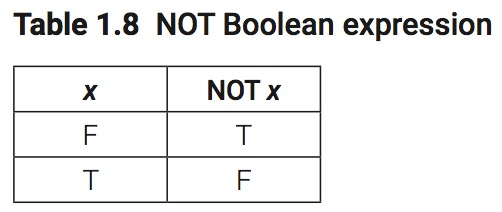 Table 1.8 NOT Boolean expression
x NOT x
F T
T F